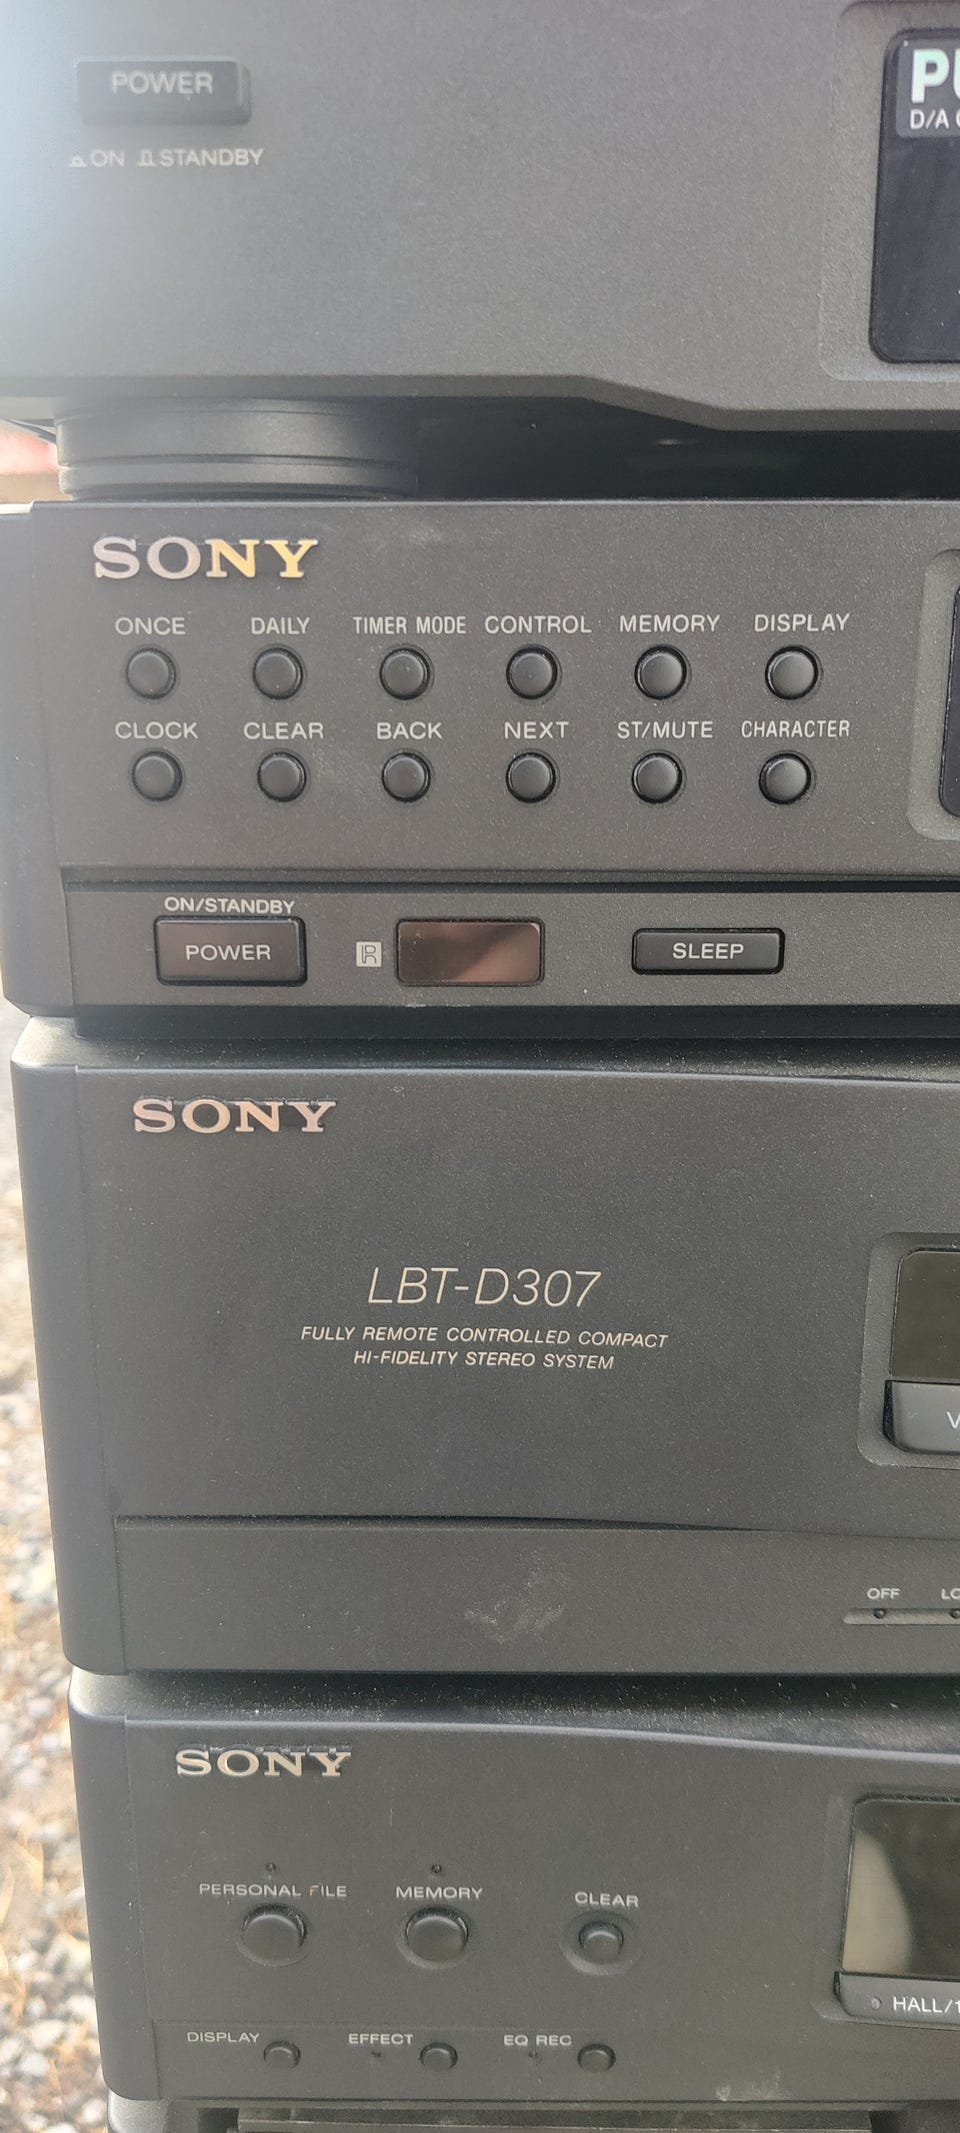 POWER
ON STANDBY
D/A
SONY
ONCE DAILY TIMER MODE CONTROL MEMORY DISPLAY
CLOCK CLEAR BACK NEXT ST/MUTE CHARACTER
ON/STANDBY
POWER R SLEEP
SONY
LBT-D307
FULLY REMOTE CONTROLLED COMPACT
HI-FIDELITY STEREO SYSTEM
OFF
SONY
PERSONAL FILE MEMORY CLEAR
HALL/1
DISPLAY EFFECT EQ REC